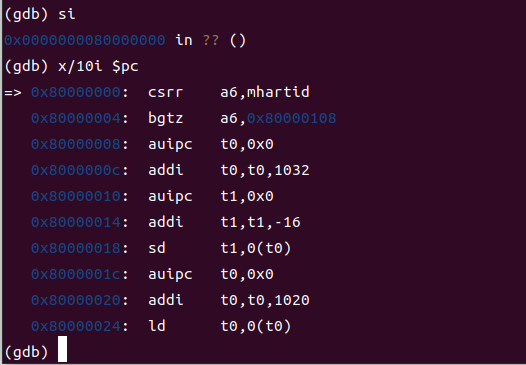 (gdb) si
0x0000000080000000 in ?? ()
(gdb) x/10i $pc
=> 0x80000000:  csrr    a6,mhartid
   0x80000004:  bgtz    a6,0x80000108
   0x80000008:  auipc   t0,0x0
   0x8000000c:  addi    t0,t0,1032
   0x80000010:  auipc   t1,0x0
   0x80000014:  addi    t1,t1,-16
   0x80000018:  sd      t1,0(t0)
   0x8000001c:  auipc   t0,0x0
   0x80000020:  addi    t0,t0,1020
   0x80000024:  ld      t0,0(t0)
(gdb)